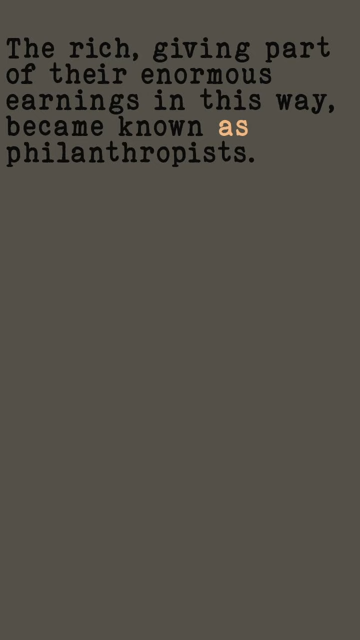 The rich, giving part
of their enormous
earnings in this way,
became known as
philanthropists.